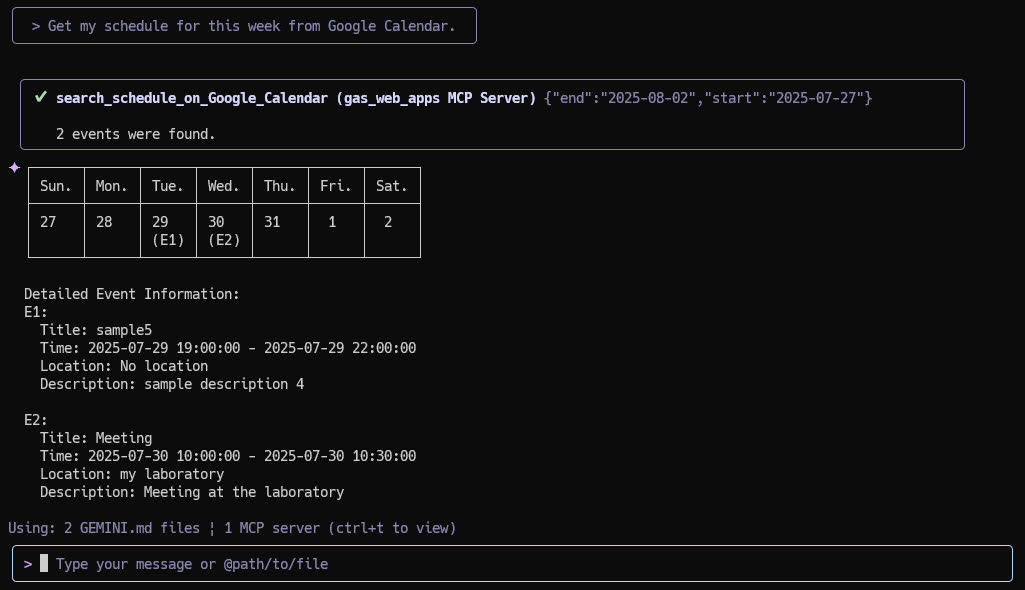 > Get my schedule for this week from Google Calendar.
✔ search_schedule_on_Google_Calendar (gas_web_apps MCP Server) {"end":"2025-08-02","start":"2025-07-27"}
2 events were found.
Sun. Mon. Tue. Wed. Thu. Fri. Sat.
27 28 29 30 31 1 2
(E1) (E2)
Detailed Event Information:
E1:
Title: sample5
Time: 2025-07-29 19:00:00 - 2025-07-29 22:00:00
Location: No location
Description: sample description 4
E2:
Title: Meeting
Time: 2025-07-30 10:00:00 - 2025-07-30 10:30:00
Location: my laboratory
Description: Meeting at the laboratory
Using: 2 GEMINI.md files ¦ 1 MCP server (ctrl+t to view)
> Type your message or @path/to/file